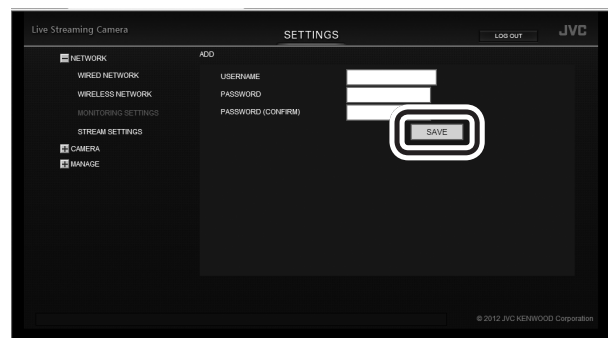 Live Streaming Camera
SETTINGS
LOG OUT
JVC
NETWORK
WIRED NETWORK
WIRELESS NETWORK
MONITORING SETTINGS
STREAM SETTINGS
CAMERA
MANAGE
ADD
USERNAME
PASSWORD
PASSWORD (CONFIRM)
SAVE
© 2012 JVC KENWOOD Corporation